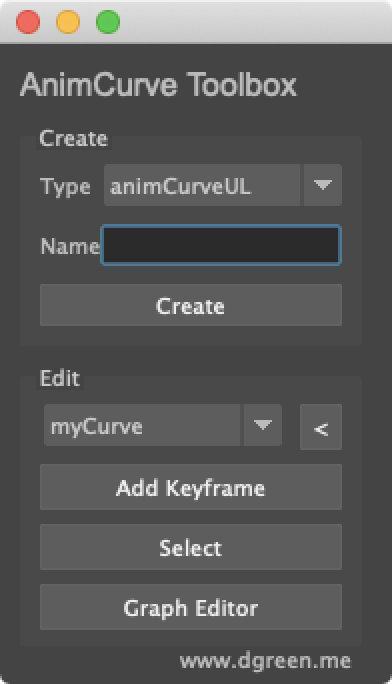 AnimCurve Toolbox
Create
Type animCurveUL
Name
Create
Edit
myCurve <
Add Keyframe
Select
Graph Editor
www.dgreen.me